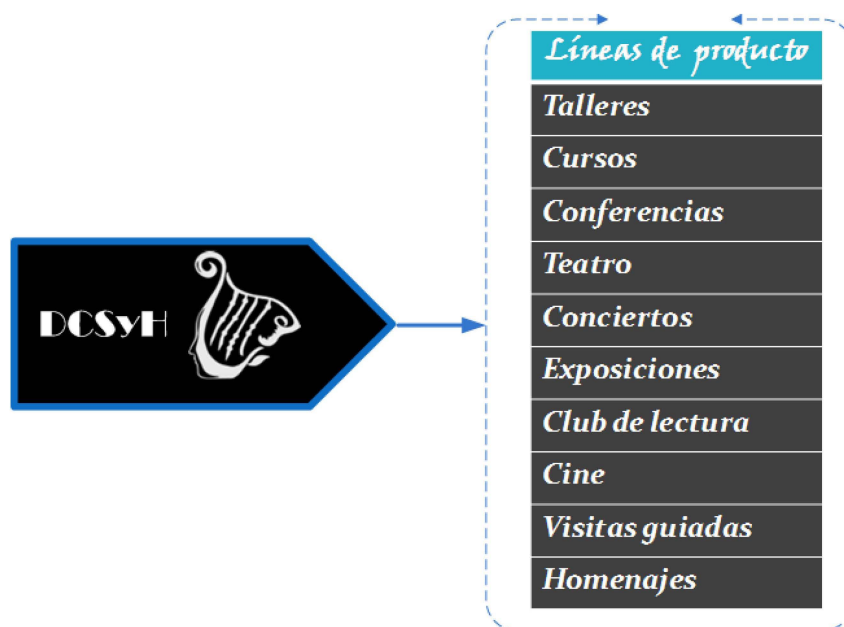 DCSyH
Líneas de producto
Talleres
Cursos
Conferencias
Teatro
Conciertos
Exposiciones
Club de lectura
Cine
Visitas guiadas
Homenajes